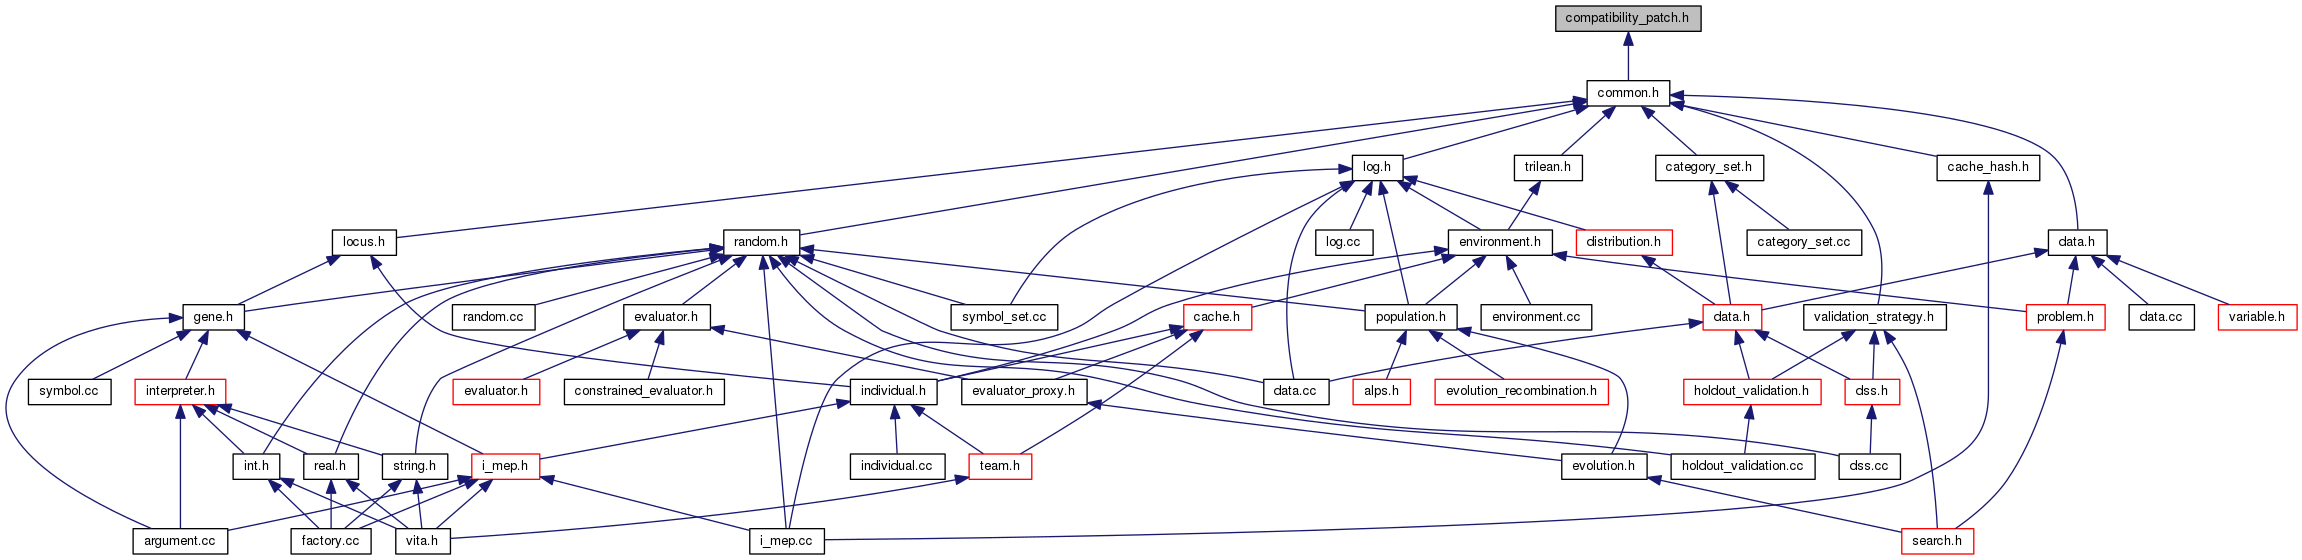 compatibility_patch.h
common.h
log.h
trilean.h
category_set.h
cache_hash.h
locus.h
random.h
log.cc
environment.h
distribution.h
category_set.cc
data.h
gene.h
random.cc
evaluator.h
symbol_set.cc
cache.h
population.h
environment.cc
data.h
validation_strategy.h
problem.h
data.cc
variable.h
symbol.cc
interpreter.h
evaluator.h
constrained_evaluator.h
individual.h
evaluator_proxy.h
data.cc
alps.h
evolution_recombination.h
holdout_validation.h
dss.h
int.h
real.h
string.h
i_mep.h
individual.cc
team.h
evolution.h
holdout_validation.cc
dss.cc
argument.cc
factory.cc
vita.h
i_mep.cc
search.h